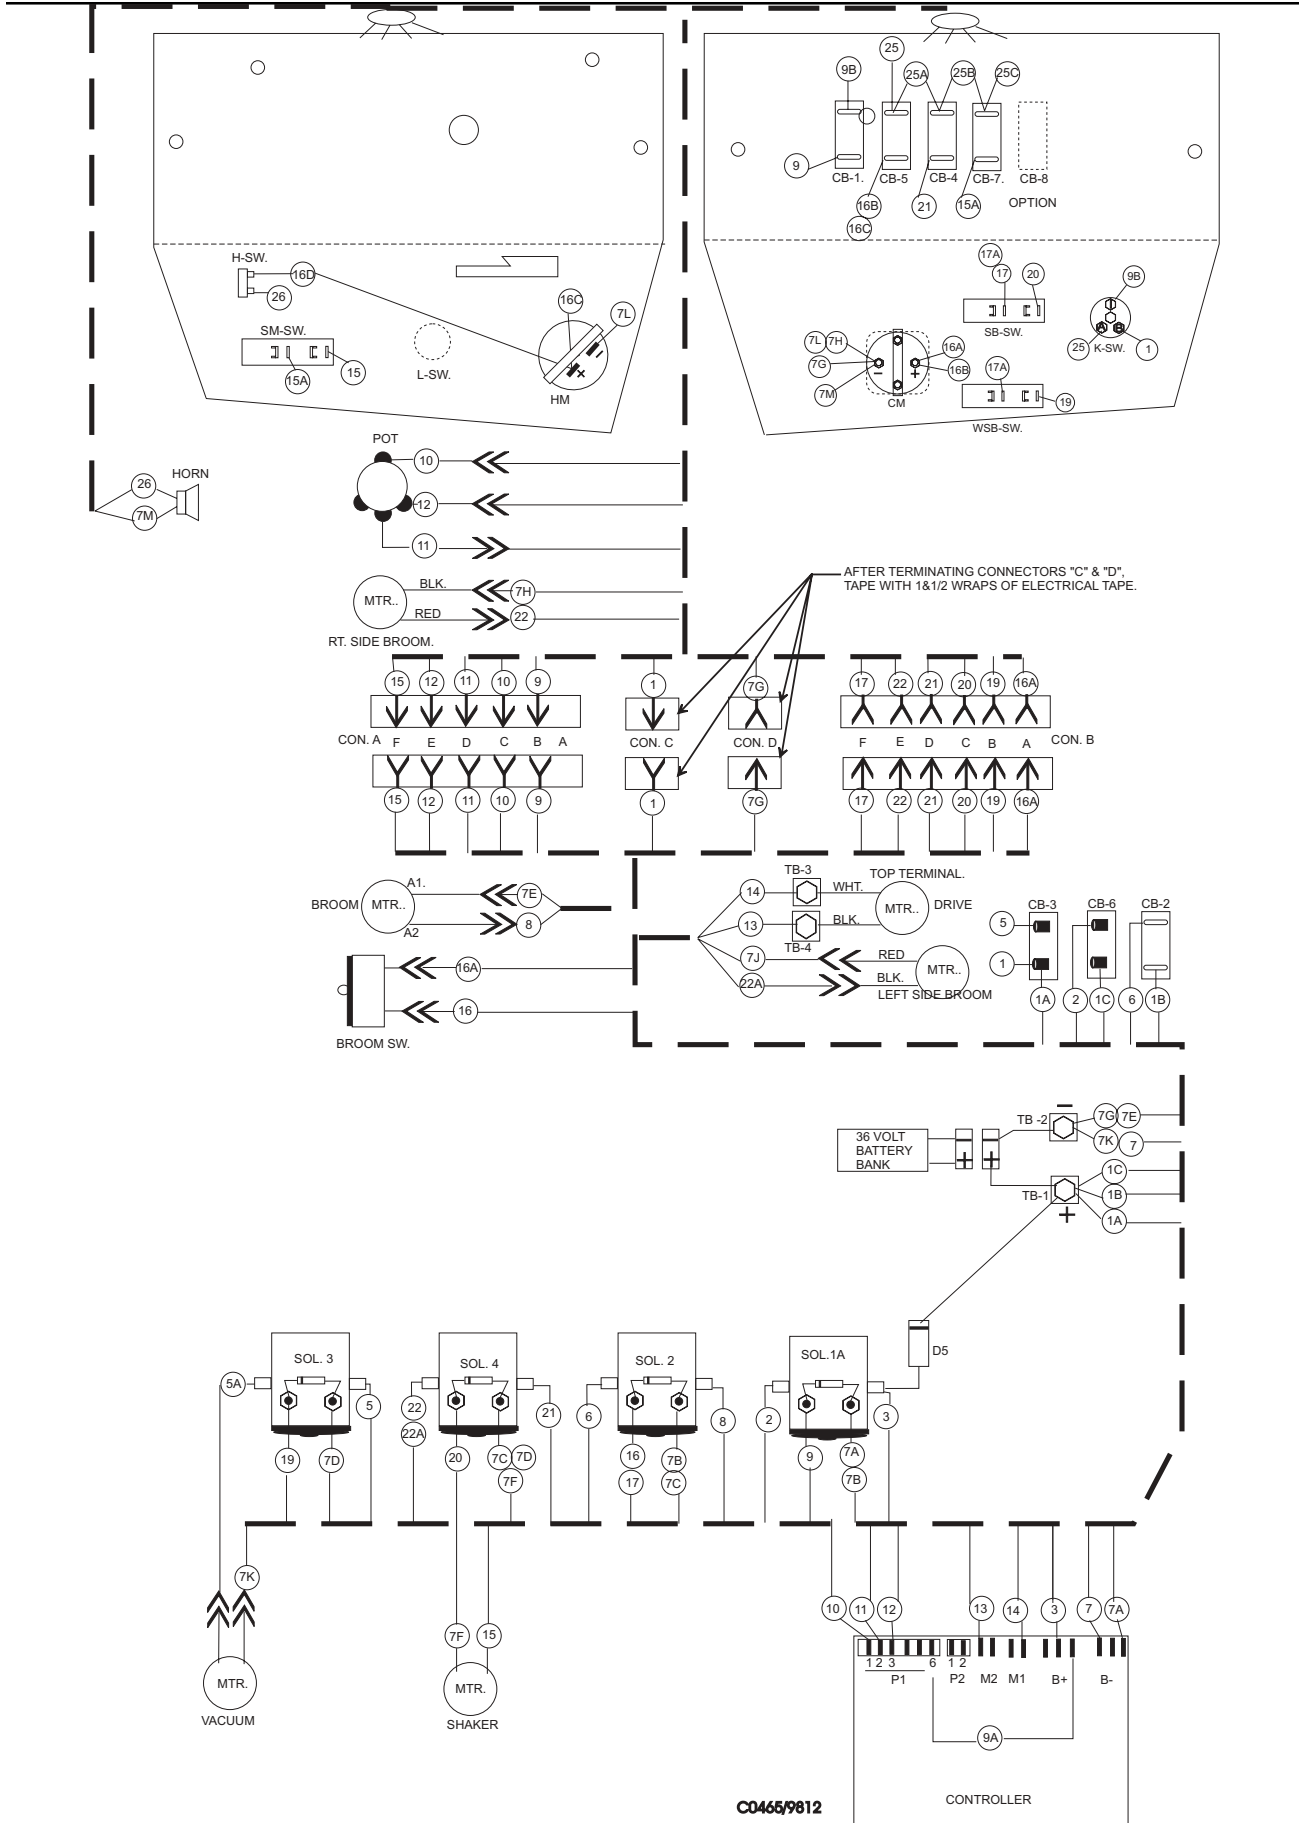 25
9B
25A
25B
25C
9
CB-1.
CB-5
CB-4
CB-7.
CB-8
16B
21
15A
OPTION
16C
H-SW.
16D
26
SM-SW.
15A
15
L-SW.
16C
7L
HM
17A
17
20
9B
SB-SW.
25
K-SW.
1
A
B
7L
7H
16A
7G
16B
7M
−
+
CM
17A
19
WSB-SW.
POT
10
12
11
26
HORN
7M
MTR..
BLK.
7H
RED
22
RT. SIDE BROOM.
AFTER TERMINATING CONNECTORS "C" & "D",
TAPE WITH 1&1/2 WRAPS OF ELECTRICAL TAPE.
15
12
11
10
9
1
7G
17
22
21
20
19
16A
CON. A
F
E
D
C
B
A
CON. C
CON. D
F
E
D
C
B
A
CON. B
15
12
11
10
9
1
7G
17
22
21
20
19
16A
BROOM
MTR..
A1.
7E
A2
8
16A
16
BROOM SW.
14
TB-3
WHT.
TOP TERMINAL.
MTR..
DRIVE
13
TB-4
BLK.
7J
RED
22A
BLK.
MTR..
LEFT SIDE BROOM
CB-3
CB-6
CB-2
5
1
1A
2
1C
6
1B
36 VOLT
BATTERY
BANK
−
+
TB -2
7G
7E
7K
7
TB-1
+
1C
1B
1A
D5
SOL. 3
SOL. 4
SOL. 2
SOL.1A
5A
5
22
22A
21
6
8
2
3
19
7D
20
7C
7D
7F
16
17
7B
7C
9
7A
7B
7K
MTR.
VACUUM
7F
15
MTR.
SHAKER
10
11
12
13
14
3
7
7A
1 2 3
6
1 2
P1
P2
M2
M1
B+
B-
9A
CONTROLLER
C0465/9812